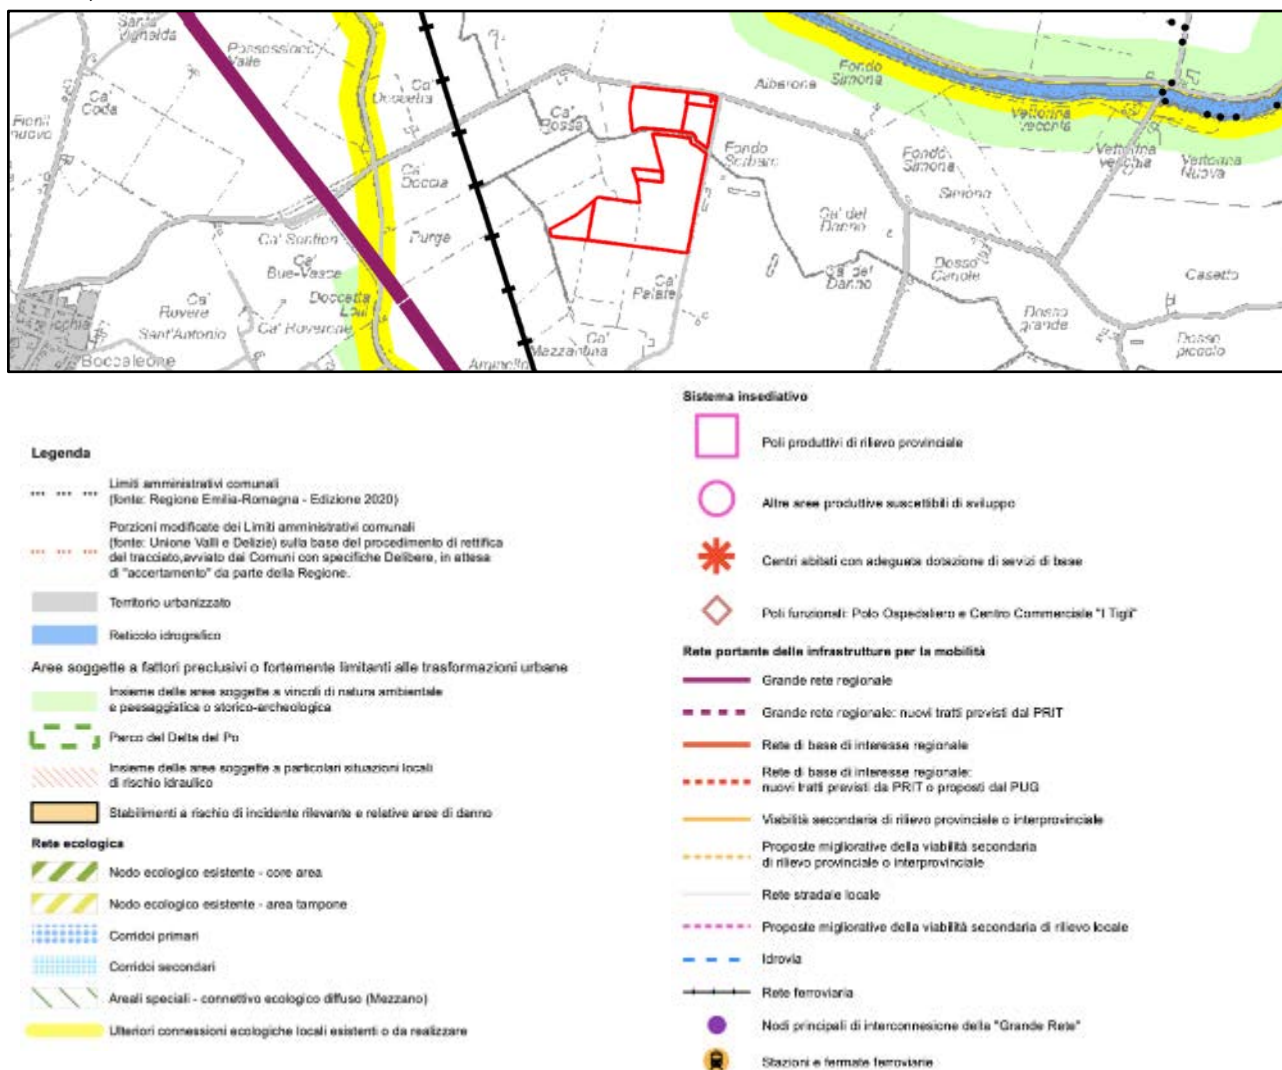 Santa
Vignalda
Possessioni
Valle
Ca'
Coda
Fienil
nuovo
Ca'
Doccetta
Ca'
Rossa
Ca'
Doccia
Purge
Ca' Sontion
Ca'
Bue-Vasce
Doccetta
Ca'
Rovere
Sant'Antonio
Ca' Roverone
Boccaleone
Ca'
Mazzantina
Ca'
Palate
Fondo
Alberone
Fondo
Simona
Vettorina
vecchia
Vettorina
vecchia
Vettorina
Nuova
Fondo
Simona
Simona
Ca' del
Danno
Ca' del
Danno
Dosso
Casetto
Dosso
grande
Dosso
piccolo
Legenda
Limiti amministrativi comunali
(fonte: Regione Emilia-Romagna - Edizione 2020)
Porzioni modificate dei Limiti amministrativi comunali
(fonte: Unione Valli e Delizie) sulla base del procedimento di rettifica
del tracciato,avviato dai Comuni con specifiche Delibere, in attesa
di "accertamento" da parte della Regione.
Territorio urbanizzato
Reticolo idrografico
Aree soggette a fattori preclusivi o fortemente limitanti alle trasformazioni urbane
Insieme delle aree soggette a vincoli di natura ambientale
e paesaggistica o storico-archeologica
Parco del Delta del Po
Insieme delle aree soggette a particolari situazioni locali
di rischio idraulico
Stabilimenti a rischio di incidente rilevante e relative aree di danno
Rete ecologica
Nodo ecologico esistente - core area
Nodo ecologico esistente - area tampone
Corridoi primari
Corridoi secondari
Areali speciali - connettivo ecologico diffuso (Mezzano)
Ulteriori connessioni ecologiche locali esistenti o da realizzare
Sistema insediativo
Poli produttivi di rilievo provinciale
Altre aree produttive suscettibili di sviluppo
Centri abitati con adeguata dotazione di sevizi di base
Poli funzionali: Polo Ospedaliero e Centro Commerciale "I Tigli"
Rete portante delle infrastrutture per la mobilità
Grande rete regionale
Grande rete regionale: nuovi tratti previsti dal PRIT
Rete di base di interesse regionale
Rete di base di interesse regionale:
nuovi tratti previsti da PRIT o proposti dal PUG
Viabilità secondaria di rilievo provinciale o interprovinciale
Proposte migliorative della viabilità secondaria
di rilievo provinciale o interprovinciale
Rete stradale locale
Proposte migliorative della viabilità secondaria di rilievo locale
Idrovia
Rete ferroviaria
Nodi principali di interconnesione della "Grande Rete"
Stazioni e fermate ferroviarie